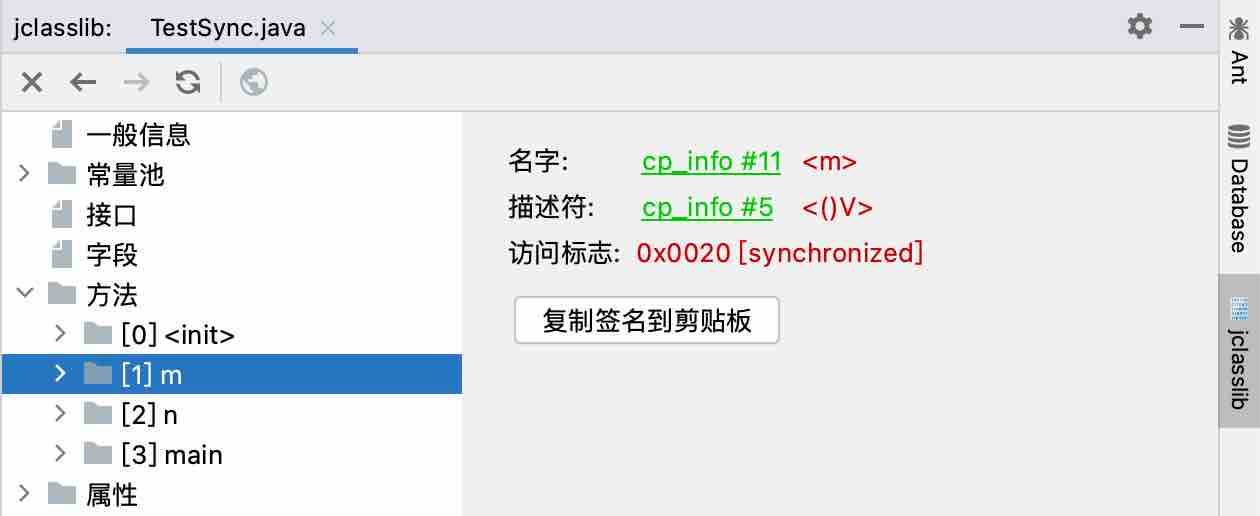 jclasslib: TestSync.java
一般信息
常量池
接口
字段
方法
[0] <init>
[1] m
[2] n
[3] main
属性
名字: cp_info #11 <m>
描述符: cp_info #5 <()V>
访问标志: 0x0020 [synchronized]
复制签名到剪贴板
Ant
Database
jclasslib